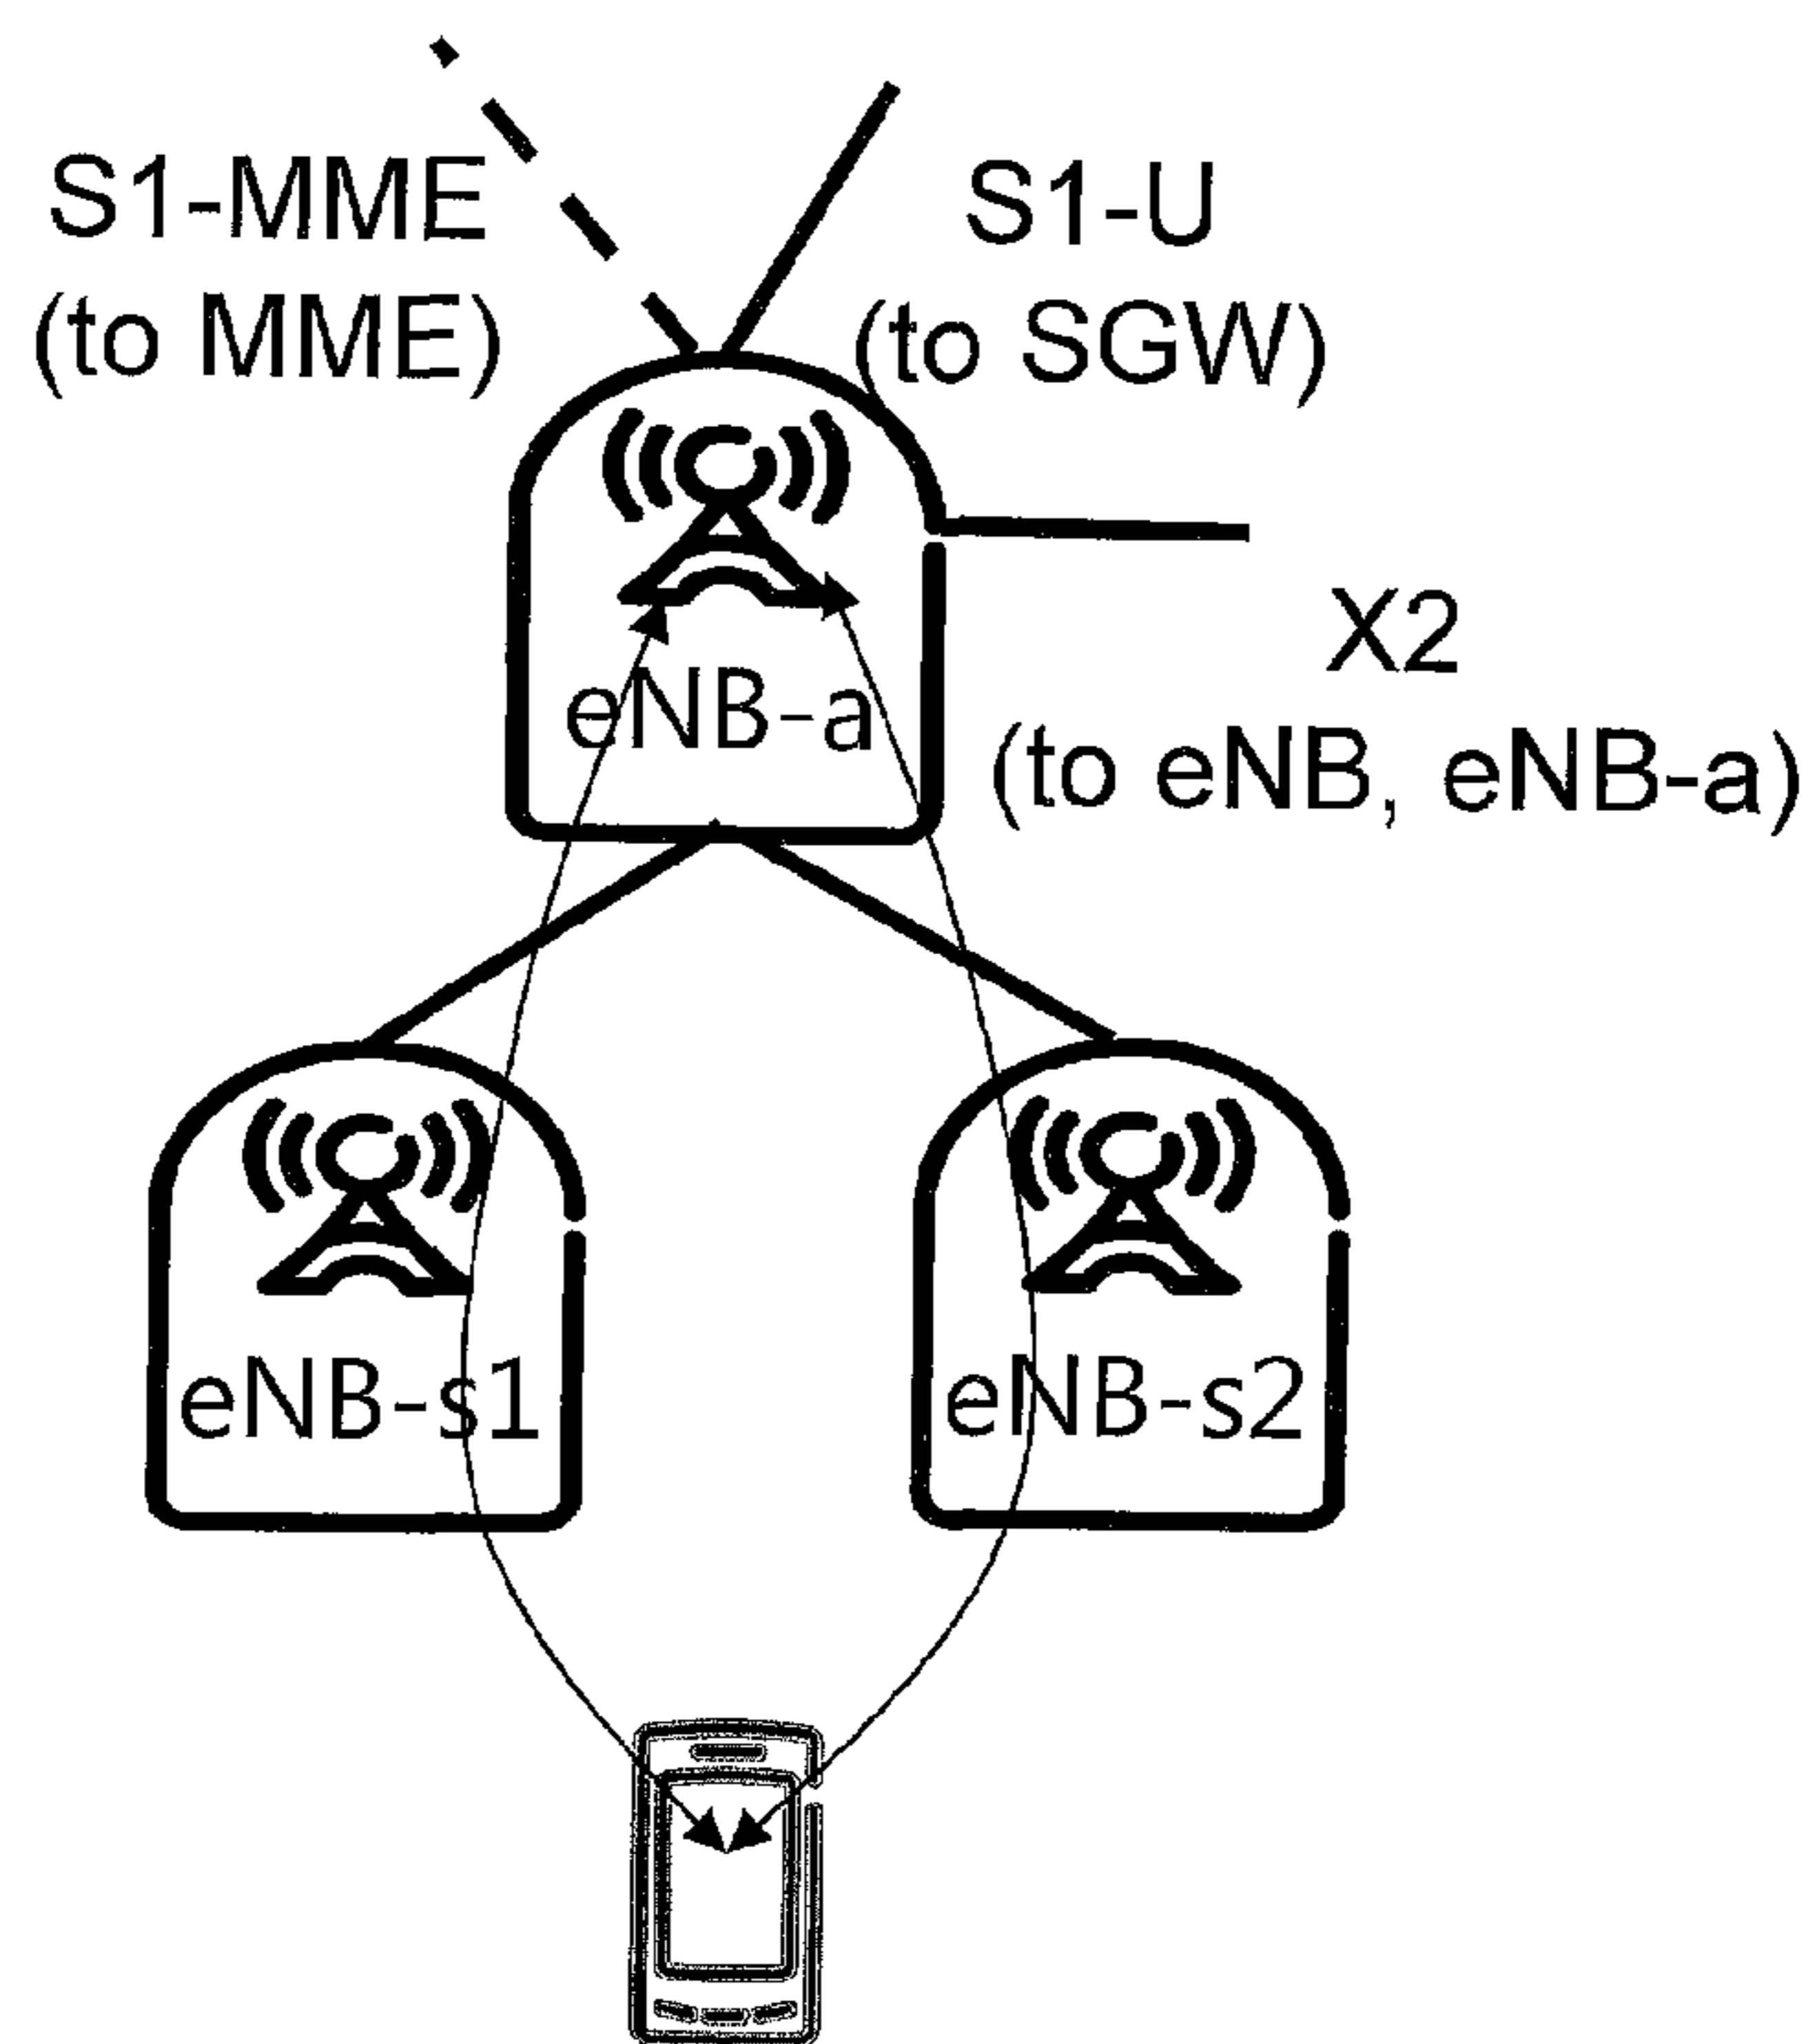 S1-MME
(to MME)
S1-U
(to SGW)
eNB-a
X2
(to eNB, eNB-a)
eNB-s1
eNB-s2